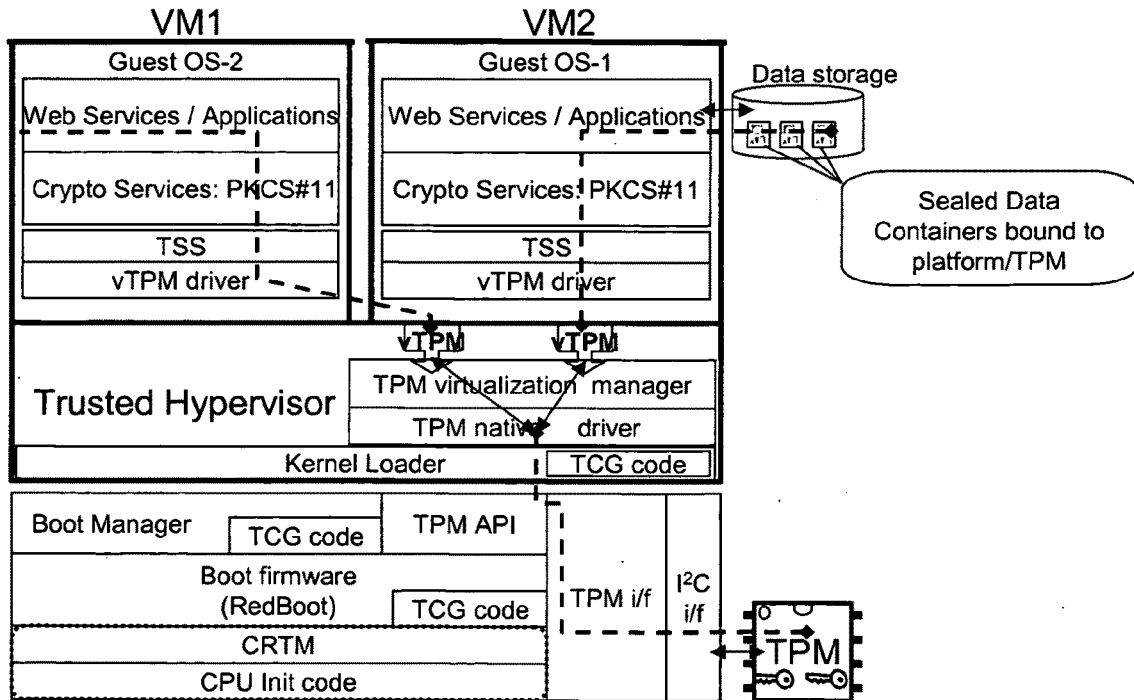 VM1
VM2
Guest OS-2
Guest OS-1
Data storage
Web Services / Applications
Web Services / Applications
Crypto Services: PKCS#11
Crypto Services: PKCS#11
Sealed Data
Containers bound to
platform/TPM
TSS
TSS
vTPM driver
vTPM driver
vTPM
vTPM
TPM virtualization manager
Trusted Hypervisor
TPM native driver
Kernel Loader
TCG code
Boot Manager
TCG code
TPM API
Boot firmware
(RedBoot)
TCG code
TPM i/f
I²C
i/f
CRTM
CPU Init code
TPM